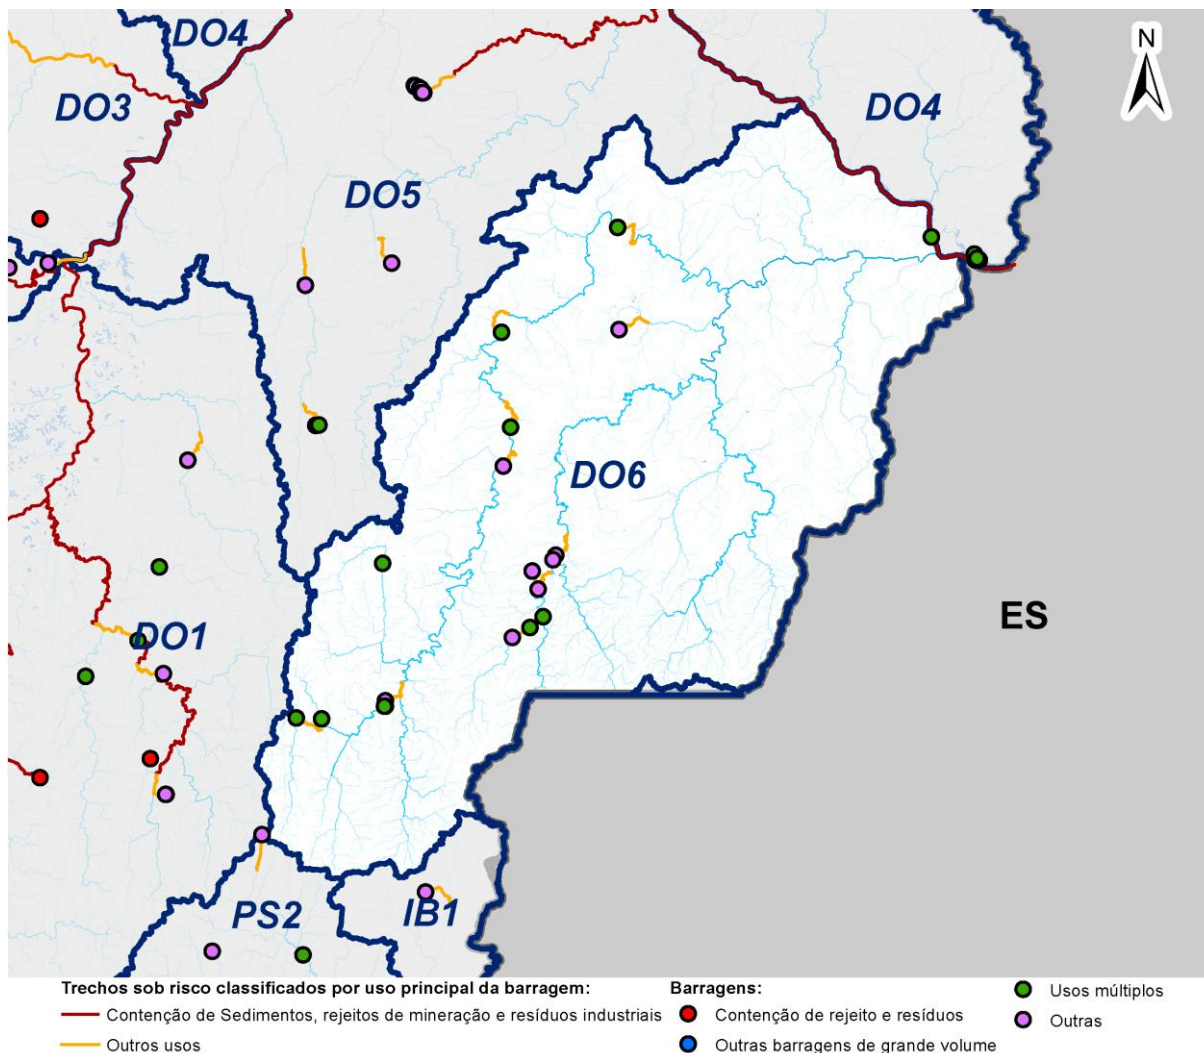 DO4
N
DO3
DO4
DO5
DO6
ES
DO1
PS2
IB1
Trechos sob risco classificados por uso principal da barragem:
Contenção de Sedimentos, rejeitos de mineração e resíduos industriais
Outros usos
Barragens:
Contenção de rejeito e resíduos
Outras barragens de grande volume
Usos múltiplos
Outras